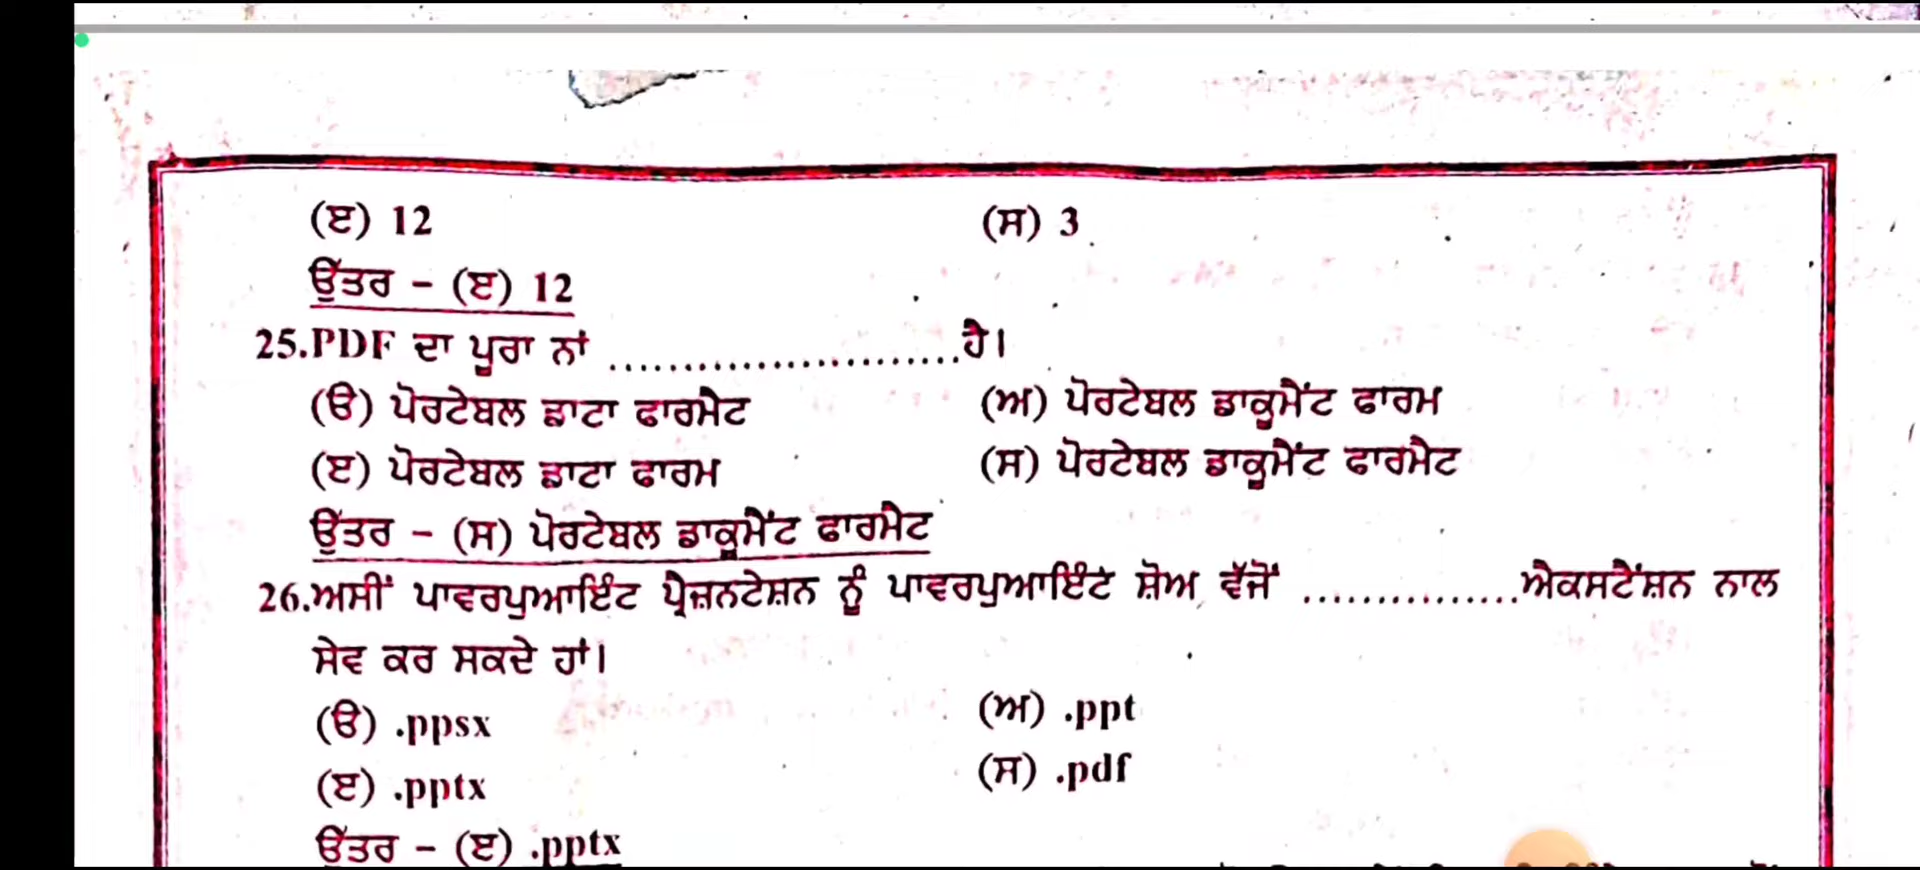 (ੲ) 12 (ਸ) 3
ਉੱਤਰ - (ੲ) 12
25.PDF ਦਾ ਪੂਰਾ ਨਾਂ ........................ਹੈ।
(ੳ) ਪੋਰਟੇਬਲ ਡਾਟਾ ਫਾਰਮੈਟ (ਅ) ਪੋਰਟੇਬਲ ਡਾਕੂਮੈਂਟ ਫਾਰਮ
(ੲ) ਪੋਰਟੇਬਲ ਡਾਟਾ ਫਾਰਮ (ਸ) ਪੋਰਟੇਬਲ ਡਾਕੂਮੈਂਟ ਫਾਰਮੈਟ
ਉੱਤਰ - (ਸ) ਪੋਰਟੇਬਲ ਡਾਕੂਮੈਂਟ ਫਾਰਮੈਟ
26.ਅਸੀਂ ਪਾਵਰਪੁਆਇੰਟ ਪ੍ਰੈਜ਼ਨਟੇਸ਼ਨ ਨੂੰ ਪਾਵਰਪੁਆਇੰਟ ਸ਼ੋਅ ਵੱਜੋਂ ...............ਐਕਸਟੈਂਸ਼ਨ ਨਾਲ
ਸੇਵ ਕਰ ਸਕਦੇ ਹਾਂ।
(ੳ) .ppsx (ਅ) .ppt
(ੲ) .pptx (ਸ) .pdf
ਉੱਤਰ - (ੲ) .pptx